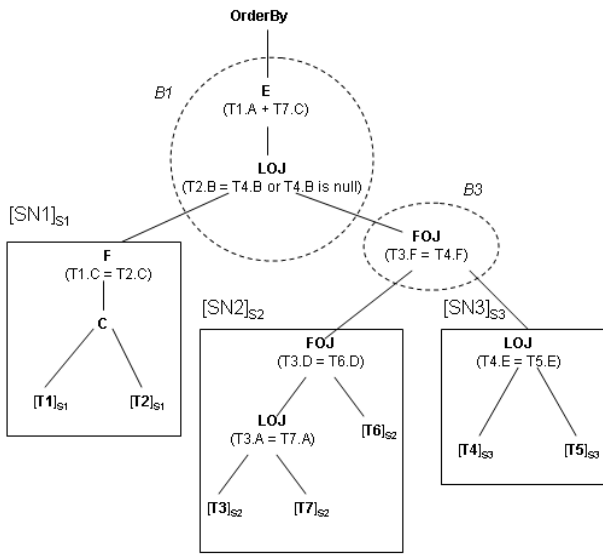 OrderBy
B1
E
(T1.A + T7.C)
LOJ
(T2.B = T4.B or T4.B is null)
B3
[SN1]S1
FOJ
(T3.F = T4.F)
F
(T1.C = T2.C)
C
[T1]S1
[T2]S1
[SN2]S2
FOJ
(T3.D = T6.D)
LOJ
(T3.A = T7.A)
[T6]S2
[T3]S2
[T7]S2
[SN3]S3
LOJ
(T4.E = T5.E)
[T4]S3
[T5]S3